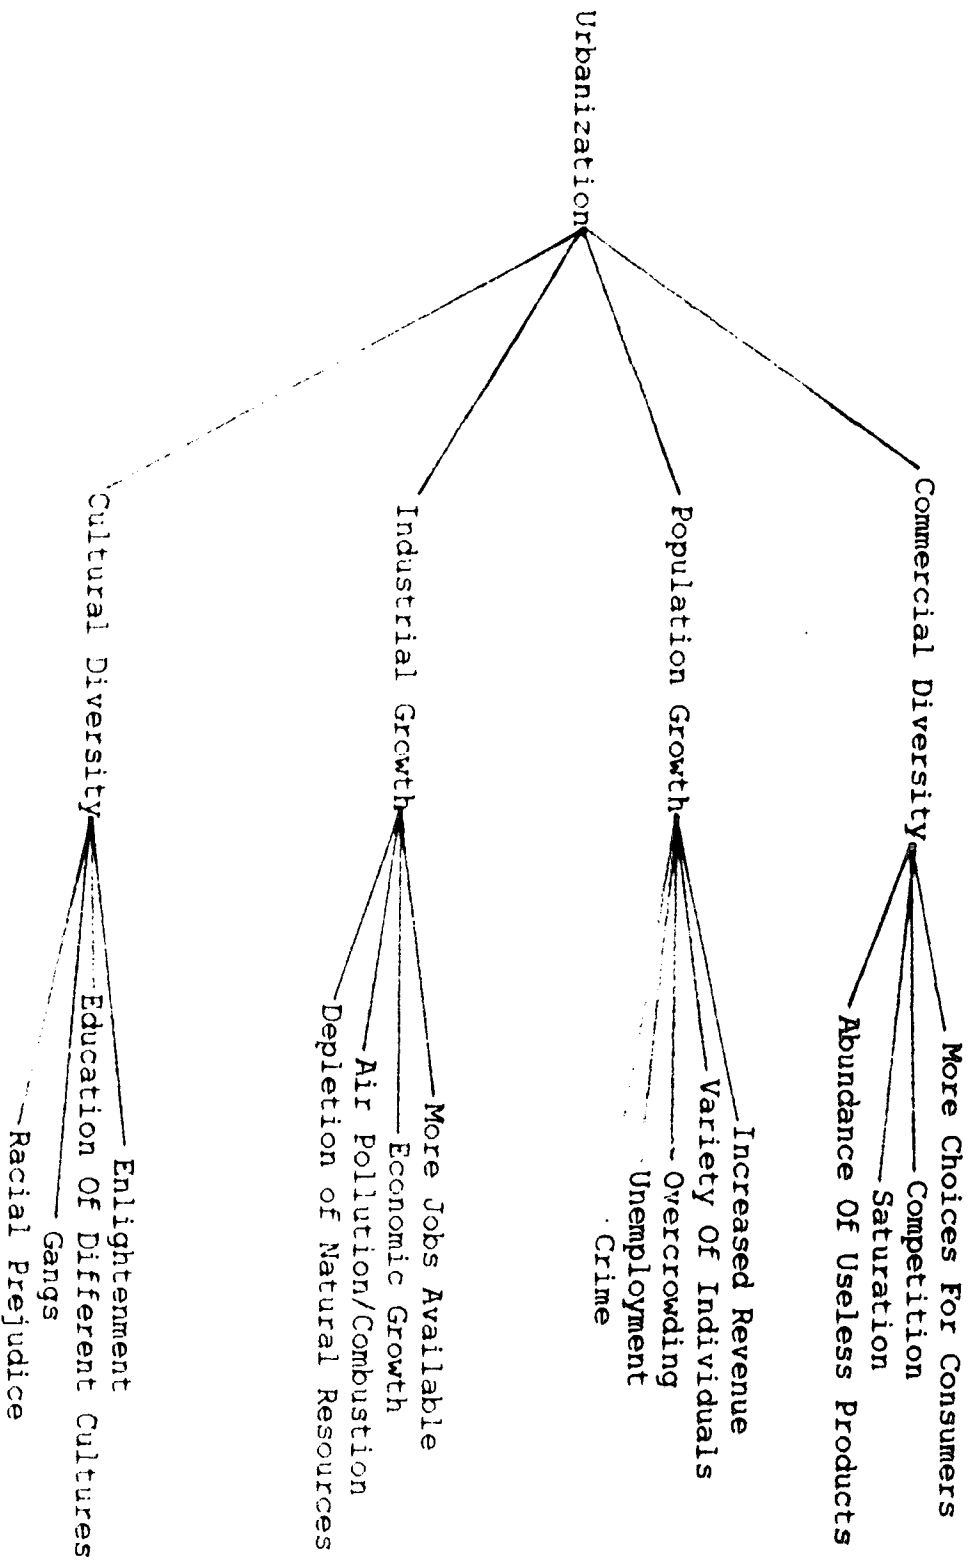 Urbanization
Commercial Diversity
More Choices For Consumers
Competition
Saturation
Abundance Of Useless Products
Population Growth
Increased Revenue
Variety Of Individuals
Overcrowding
Unemployment
Crime
Industrial Growth
More Jobs Available
Economic Growth
Air Pollution/Combustion
Depletion of Natural Resources
Cultural Diversity
Enlightenment
Education Of Different Cultures
Gangs
Racial Prejudice